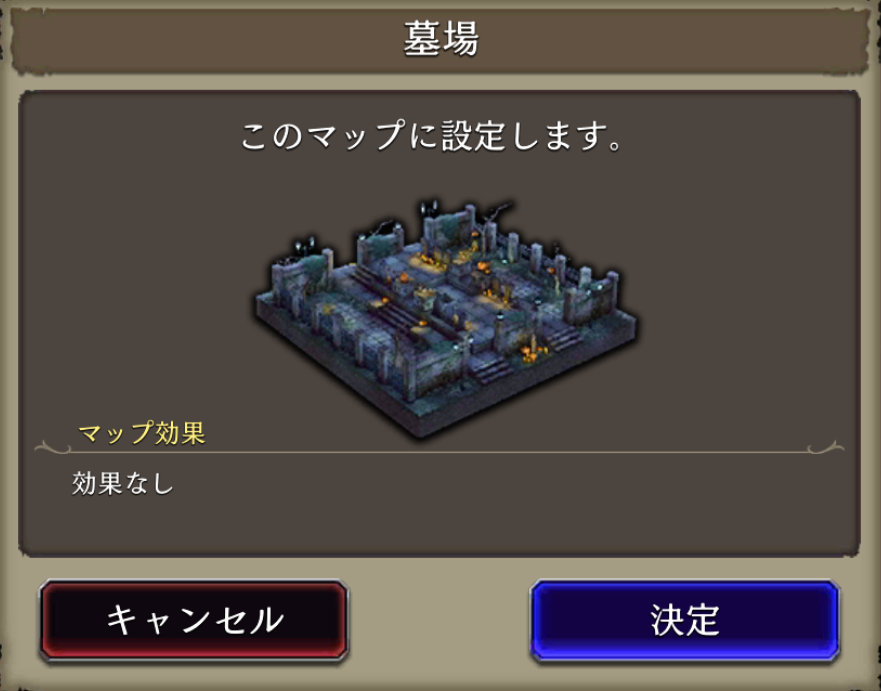 墓場
このマップに設定します。
マップ効果
効果なし
キャンセル
決定